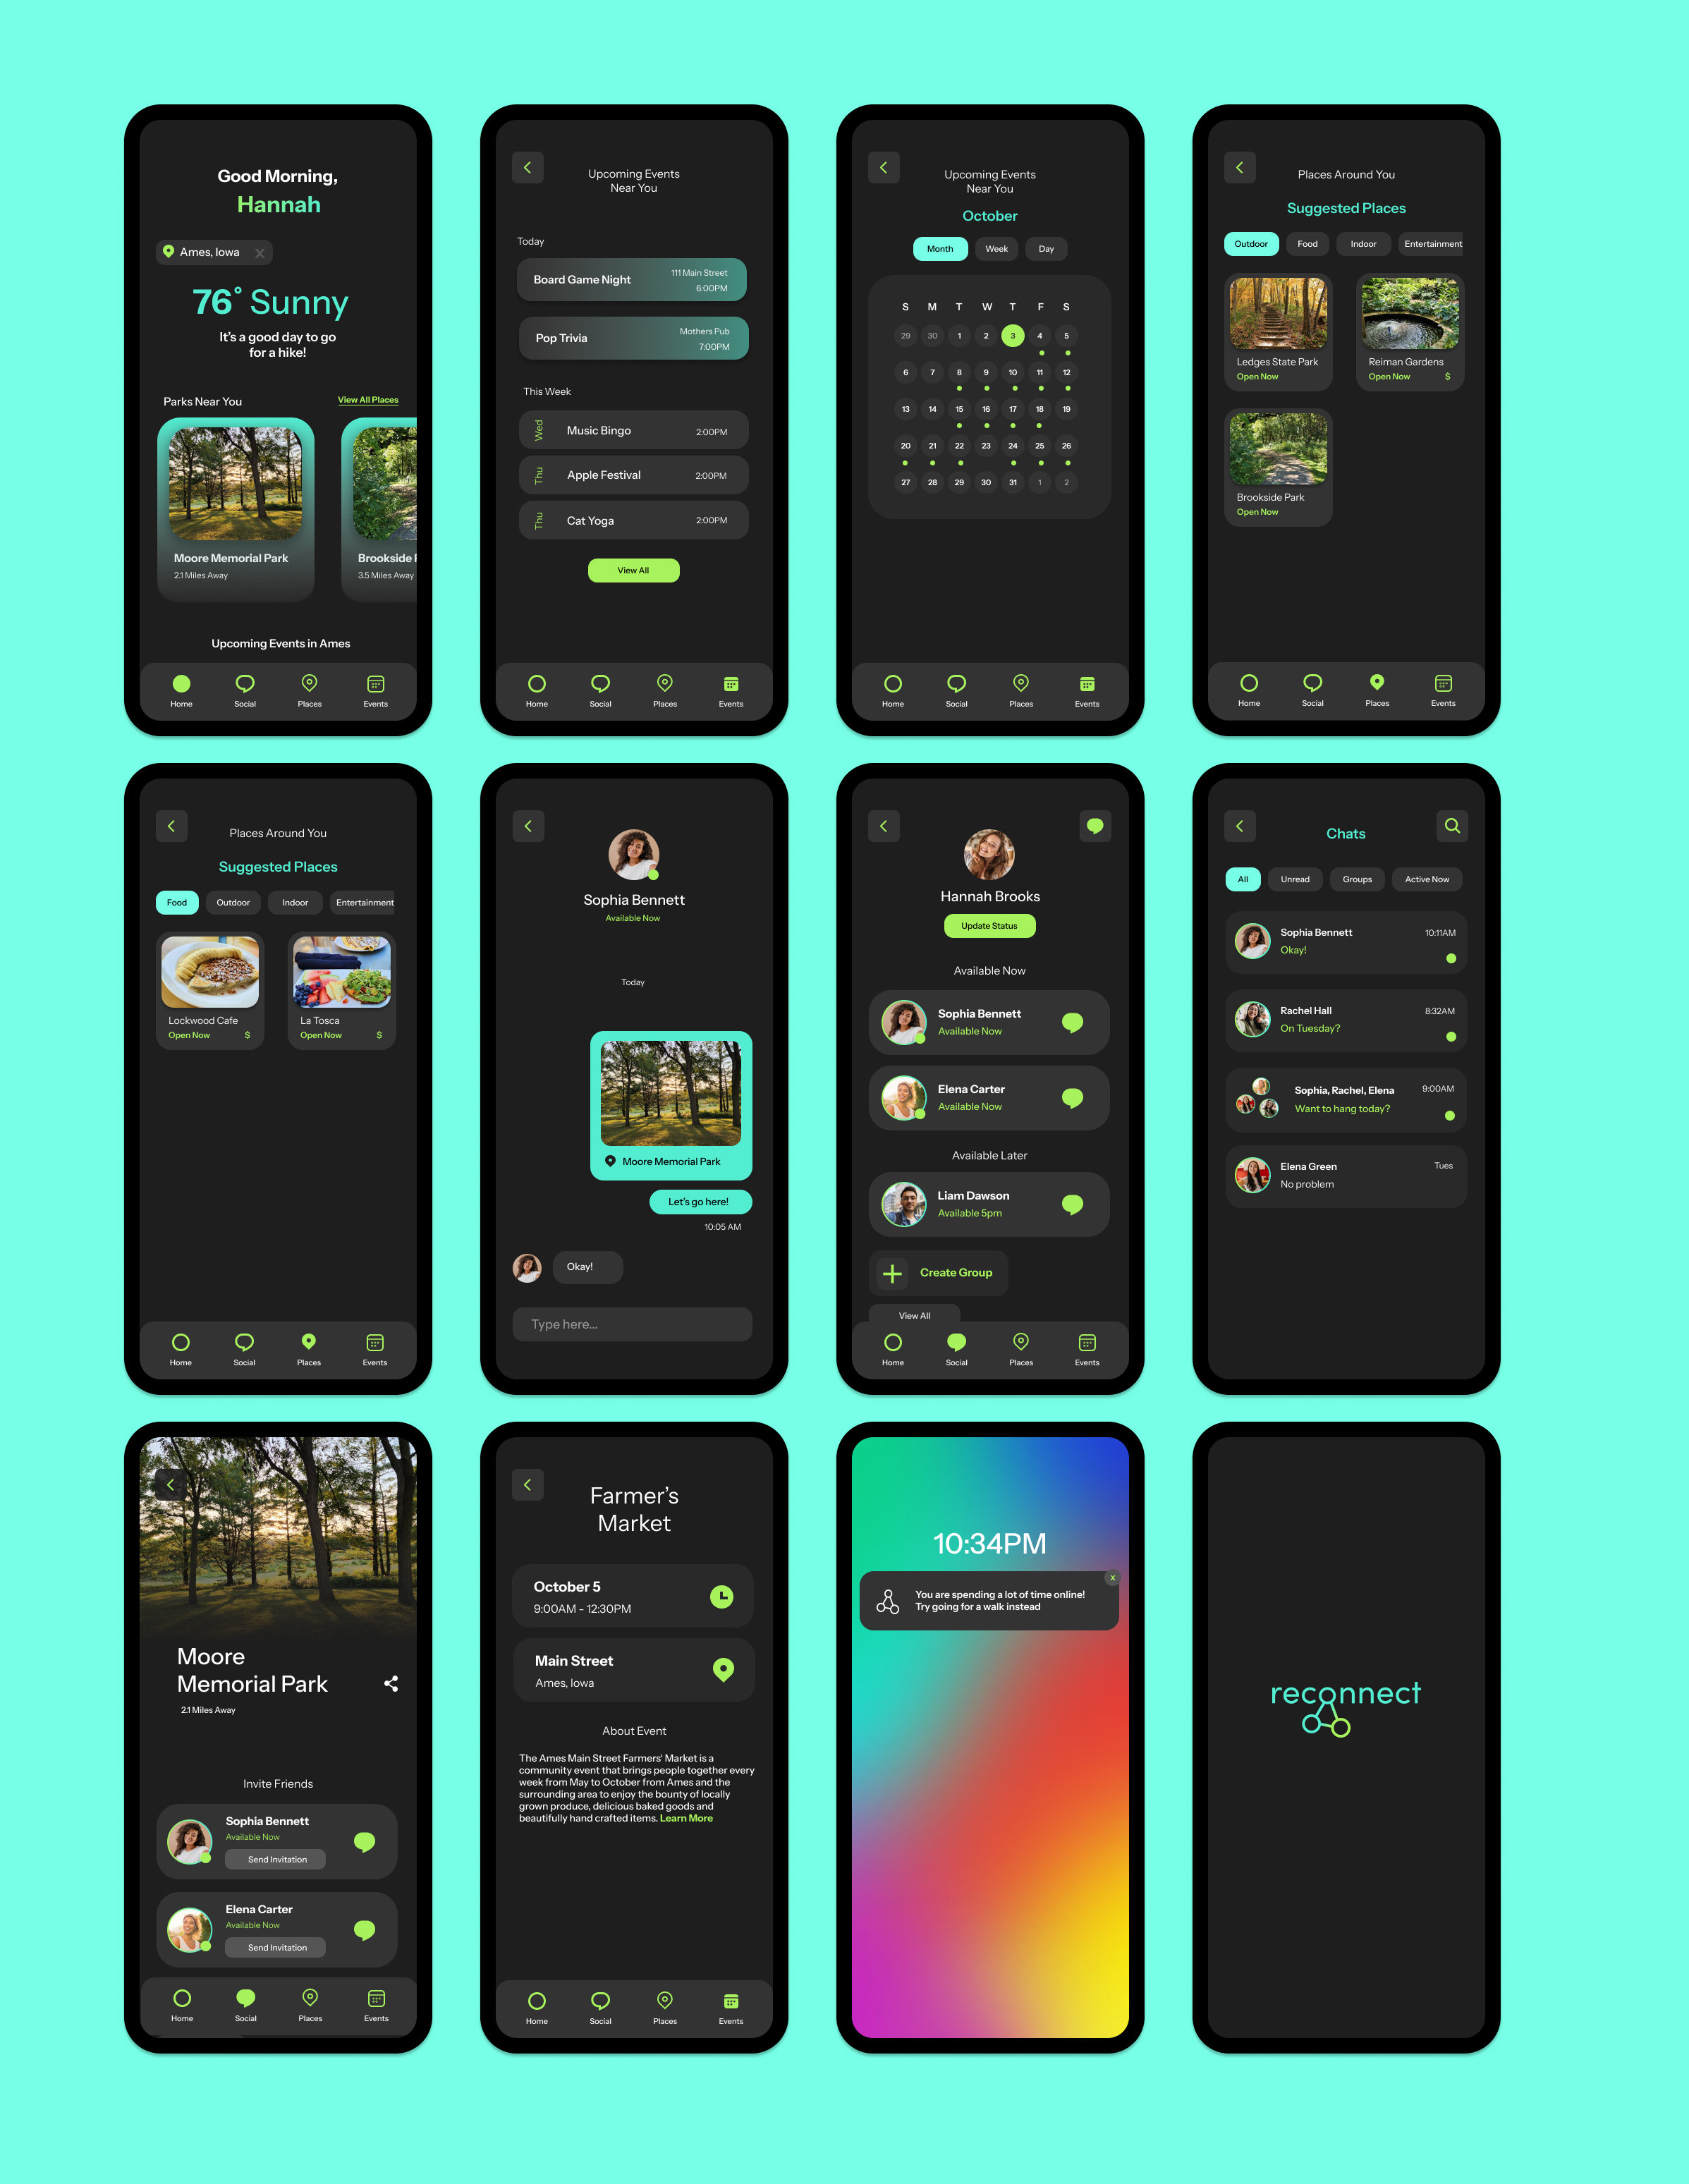 Good Morning,
Hannah
Ames, Iowa
x
76° Sunny
It's a good day to go
for a hike!
Parks Near You
View All Places
Moore Memorial Park
2.1 Miles Away
Brookside
3.5 Miles Away
Upcoming Events in Ames
Home Social Places Events
Upcoming Events
Near You
Today
Board Game Night
111 Main Street
6:00PM
Pop Trivia
Mothers Pub
7:00PM
This Week
Wed Music Bingo 2:00PM
Thu Apple Festival 2:00PM
Thu Cat Yoga 2:00PM
View All
Home Social Places Events
Upcoming Events
Near You
October
Month Week Day
S M T W T F S
29 30 1 2 3 4 5
6 7 8 9 10 11 12
13 14 15 16 17 18 19
20 21 22 23 24 25 26
27 28 29 30 31 1 2
Home Social Places Events
Places Around You
Suggested Places
Outdoor Food Indoor Entertainment
Ledges State Park
Open Now
Reiman Gardens
Open Now $
Brookside Park
Open Now
Home Social Places Events
Places Around You
Suggested Places
Food Outdoor Indoor Entertainment
Lockwood Cafe
Open Now $
La Tosca
Open Now $
Home Social Places Events
Sophia Bennett
Available Now
Today
Moore Memorial Park
Let's go here!
10:05 AM
Okay!
Type here...
Hannah Brooks
Update Status
Available Now
Sophia Bennett
Available Now
Elena Carter
Available Now
Available Later
Liam Dawson
Available 5pm
Create Group
View All
Home Social Places Events
Chats
All Unread Groups Active Now
Sophia Bennett 10:11AM
Okay!
Rachel Hall 8:32AM
On Tuesday?
Sophia, Rachel, Elena 9:00AM
Want to hang today?
Elena Green Tues
No problem
Moore
Memorial Park
2.1 Miles Away
Invite Friends
Sophia Bennett
Available Now
Send Invitation
Elena Carter
Available Now
Send Invitation
Home Social Places Events
Farmer's
Market
October 5
9:00AM - 12:30PM
Main Street
Ames, Iowa
About Event
The Ames Main Street Farmers' Market is a
community event that brings people together every
week from May to October from Ames and the
surrounding area to enjoy the bounty of locally
grown produce, delicious baked goods and
beautifully hand crafted items. Learn More
Home Social Places Events
10:34PM
x
You are spending a lot of time online!
Try going for a walk instead
reconnect